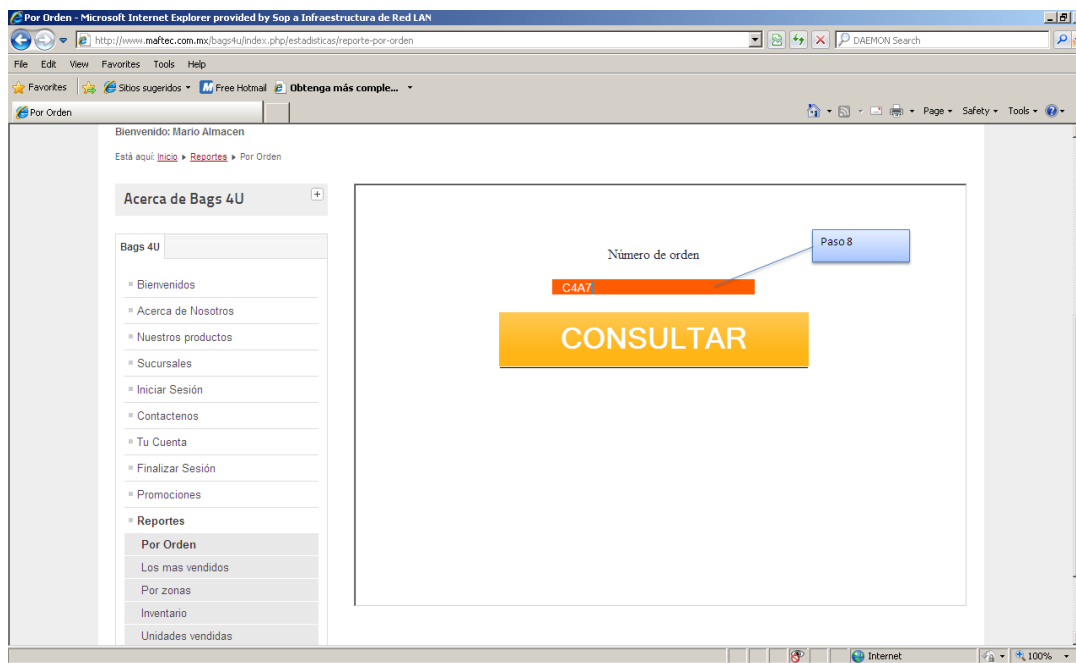 Por Orden - Microsoft Internet Explorer provided by Sop a Infraestructura de Red LAN
http://www.maftec.com.mx/bags4u/index.php/estadisticas/reporte-por-orden
DAEMON Search
File Edit View Favorites Tools Help
Favorites Sitios sugeridos Free Hotmail Obtenga más comple...
Por Orden
Page Safety Tools
Bienvenido: Mario Almacen
Está aquí: Inicio Reportes Por Orden
Acerca de Bags 4U
Bags 4U
Bienvenidos
Acerca de Nosotros
Nuestros productos
Sucursales
Iniciar Sesión
Contactenos
Tu Cuenta
Finalizar Sesión
Promociones
Reportes
Por Orden
Los mas vendidos
Por zonas
Inventario
Unidades vendidas
Número de orden
Paso 8
C4A7
CONSULTAR
Internet 100%